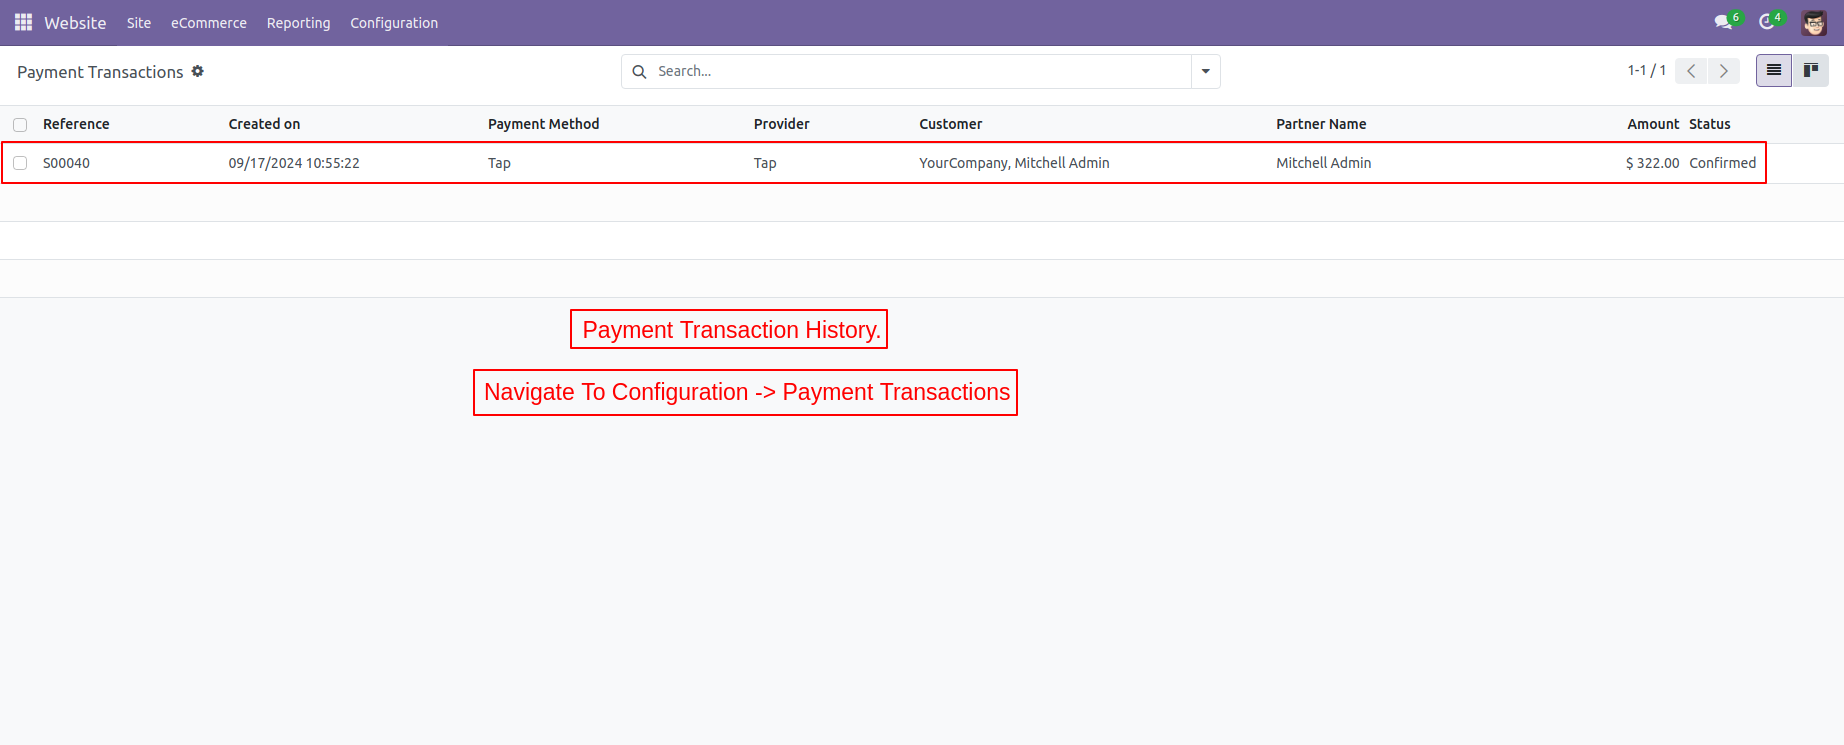 Website Site eCommerce Reporting Configuration 6 4
Payment Transactions Search... 1-1 / 1
Reference Created on Payment Method Provider Customer Partner Name Amount Status
S00040 09/17/2024 10:55:22 Tap Tap YourCompany, Mitchell Admin Mitchell Admin $ 322.00 Confirmed
Payment Transaction History.
Navigate To Configuration -> Payment Transactions